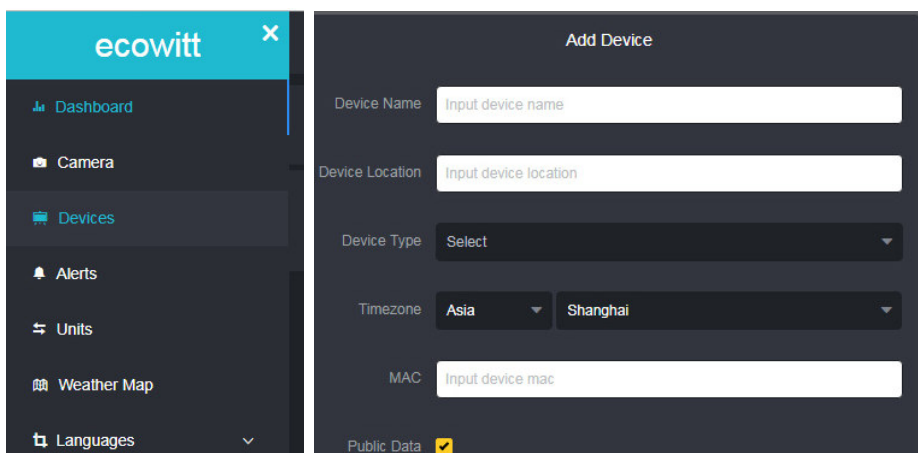 ecowitt
×
Dashboard
Camera
Devices
Alerts
Units
Weather Map
Languages
Add Device
Device Name Input device name
Device Location Input device location
Device Type Select
Timezone Asia Shanghai
MAC Input device mac
Public Data